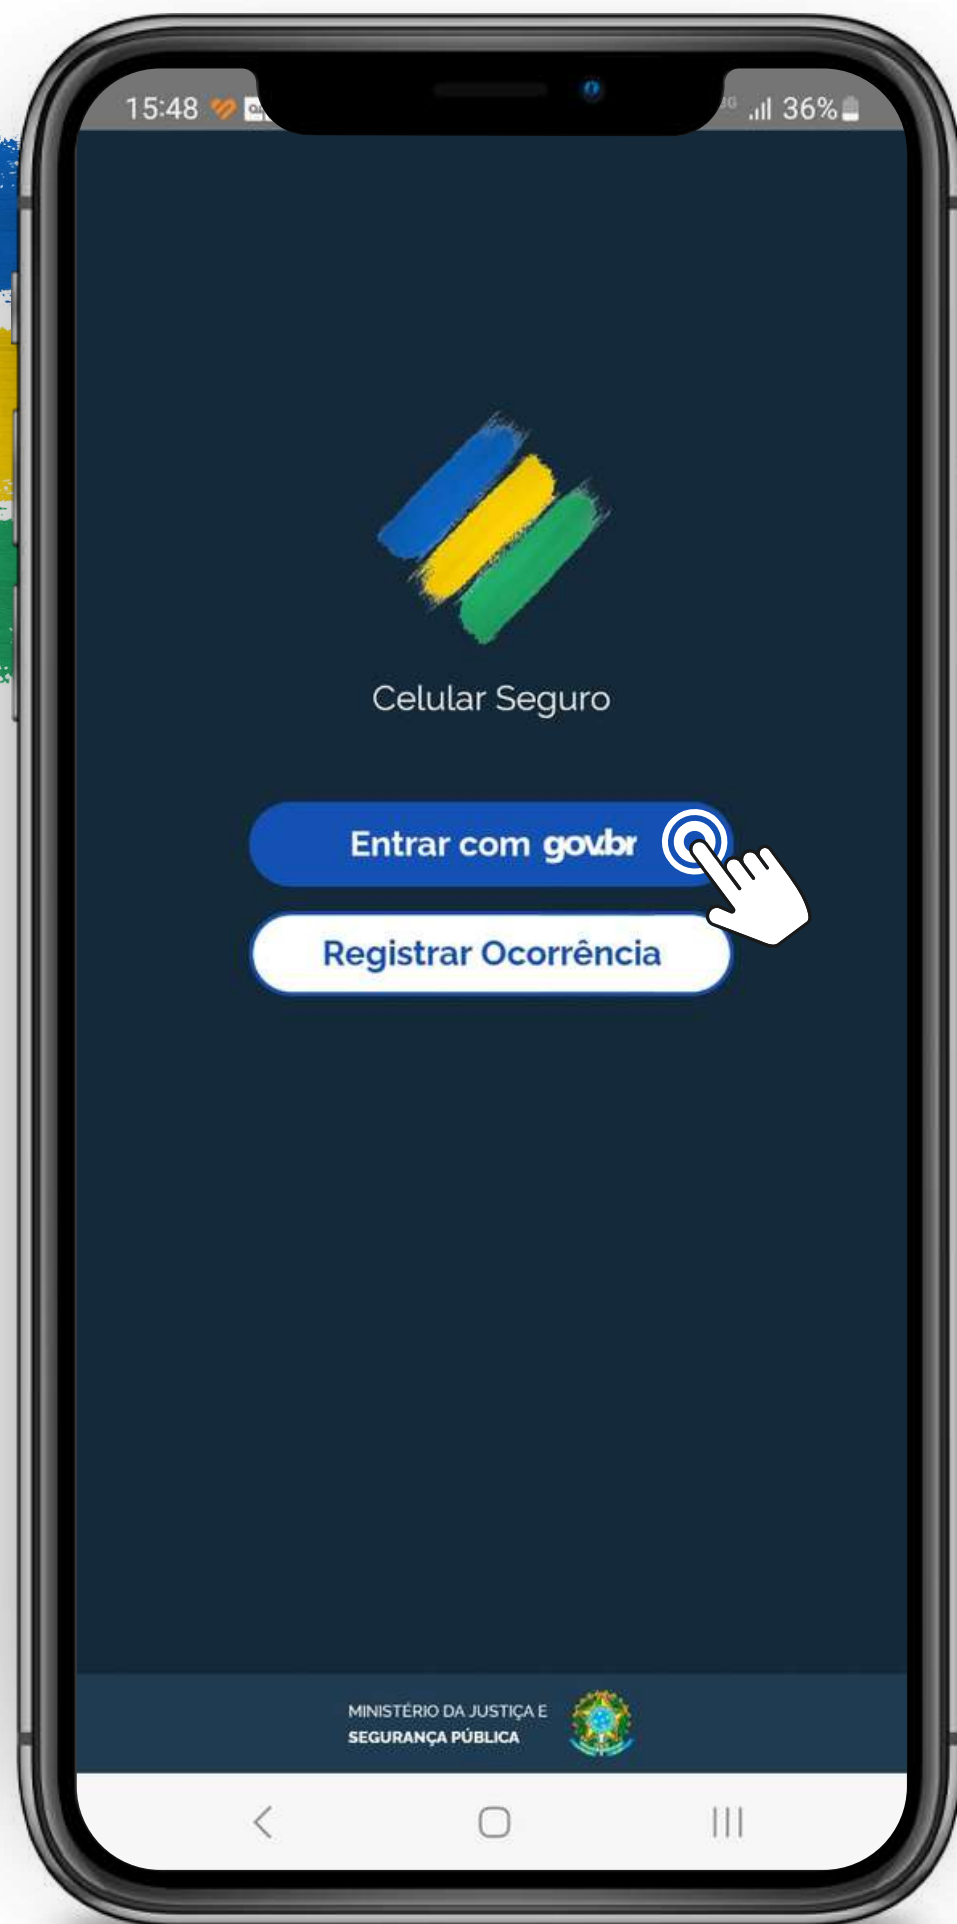 15:48
36%
Celular Seguro
Entrar com gov.br
Registrar Ocorrência
MINISTÉRIO DA JUSTIÇA E
SEGURANÇA PÚBLICA